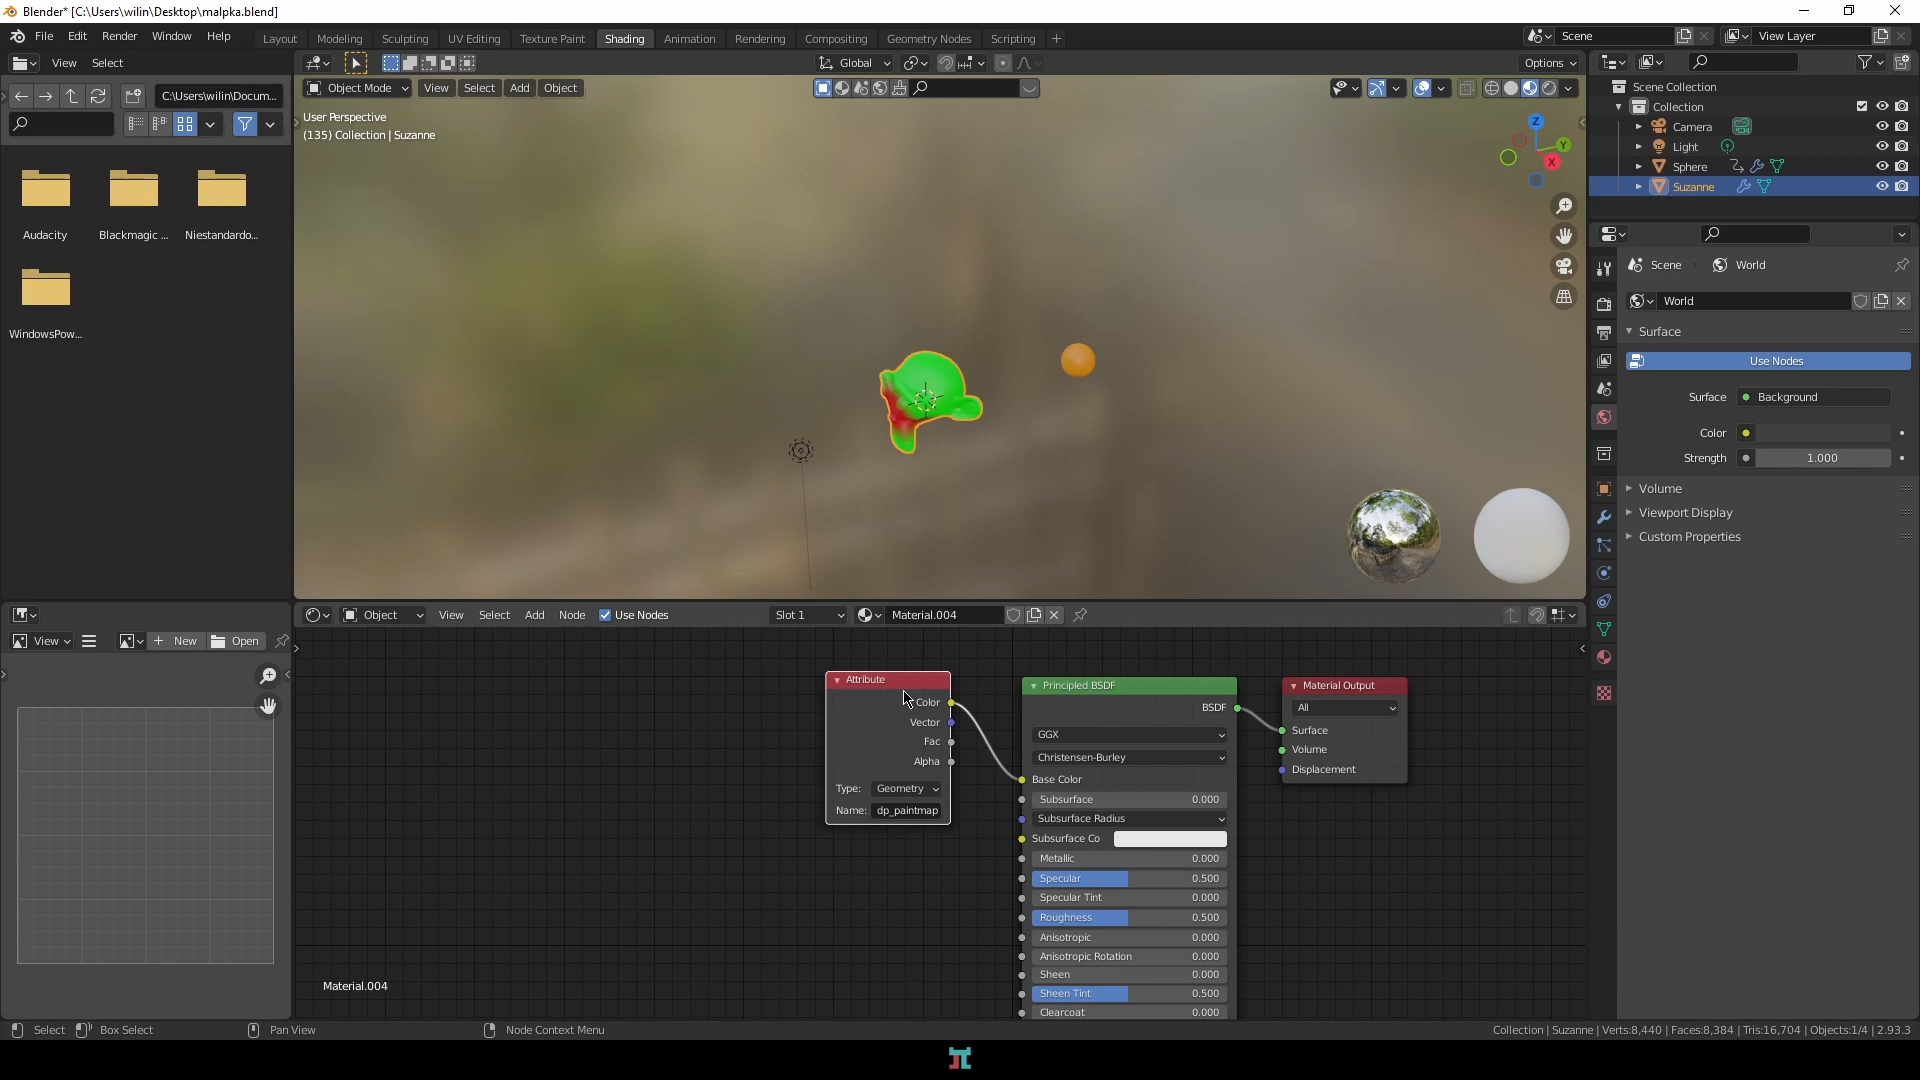 Blender* [C:\Users\wilin\Desktop\malpka.blend]
File Edit Render Window Help
Layout Modeling Sculpting UV Editing Texture Paint Shading Animation Rendering Compositing Geometry Nodes Scripting +
Scene
View Layer
View Select
Global
Options
C:\Users\wilin\Docum...
Object Mode View Select Add Object
User Perspective
(135) Collection | Suzanne
Audacity
Blackmagic ...
Niestandardo...
WindowsPow...
Z
Y
X
Scene Collection
Collection
Camera
Light
Sphere
Suzanne
Scene World
World
Surface
Use Nodes
Surface Background
Color
Strength 1.000
Volume
Viewport Display
Custom Properties
Object View Select Add Node Use Nodes Slot 1 Material.004
View New Open
Attribute
Color
Vector
Fac
Alpha
Type: Geometry
Name: dp_paintmap
Principled BSDF
BSDF
GGX
Christensen-Burley
Base Color
Subsurface 0.000
Subsurface Radius
Subsurface Co
Metallic 0.000
Specular 0.500
Specular Tint 0.000
Roughness 0.500
Anisotropic 0.000
Anisotropic Rotation 0.000
Sheen 0.000
Sheen Tint 0.500
Clearcoat 0.000
Material Output
All
Surface
Volume
Displacement
Material.004
Select Box Select Pan View Node Context Menu
Collection | Suzanne | Verts:8,440 | Faces:8,384 | Tris:16,704 | Objects:1/4 | 2.93.3